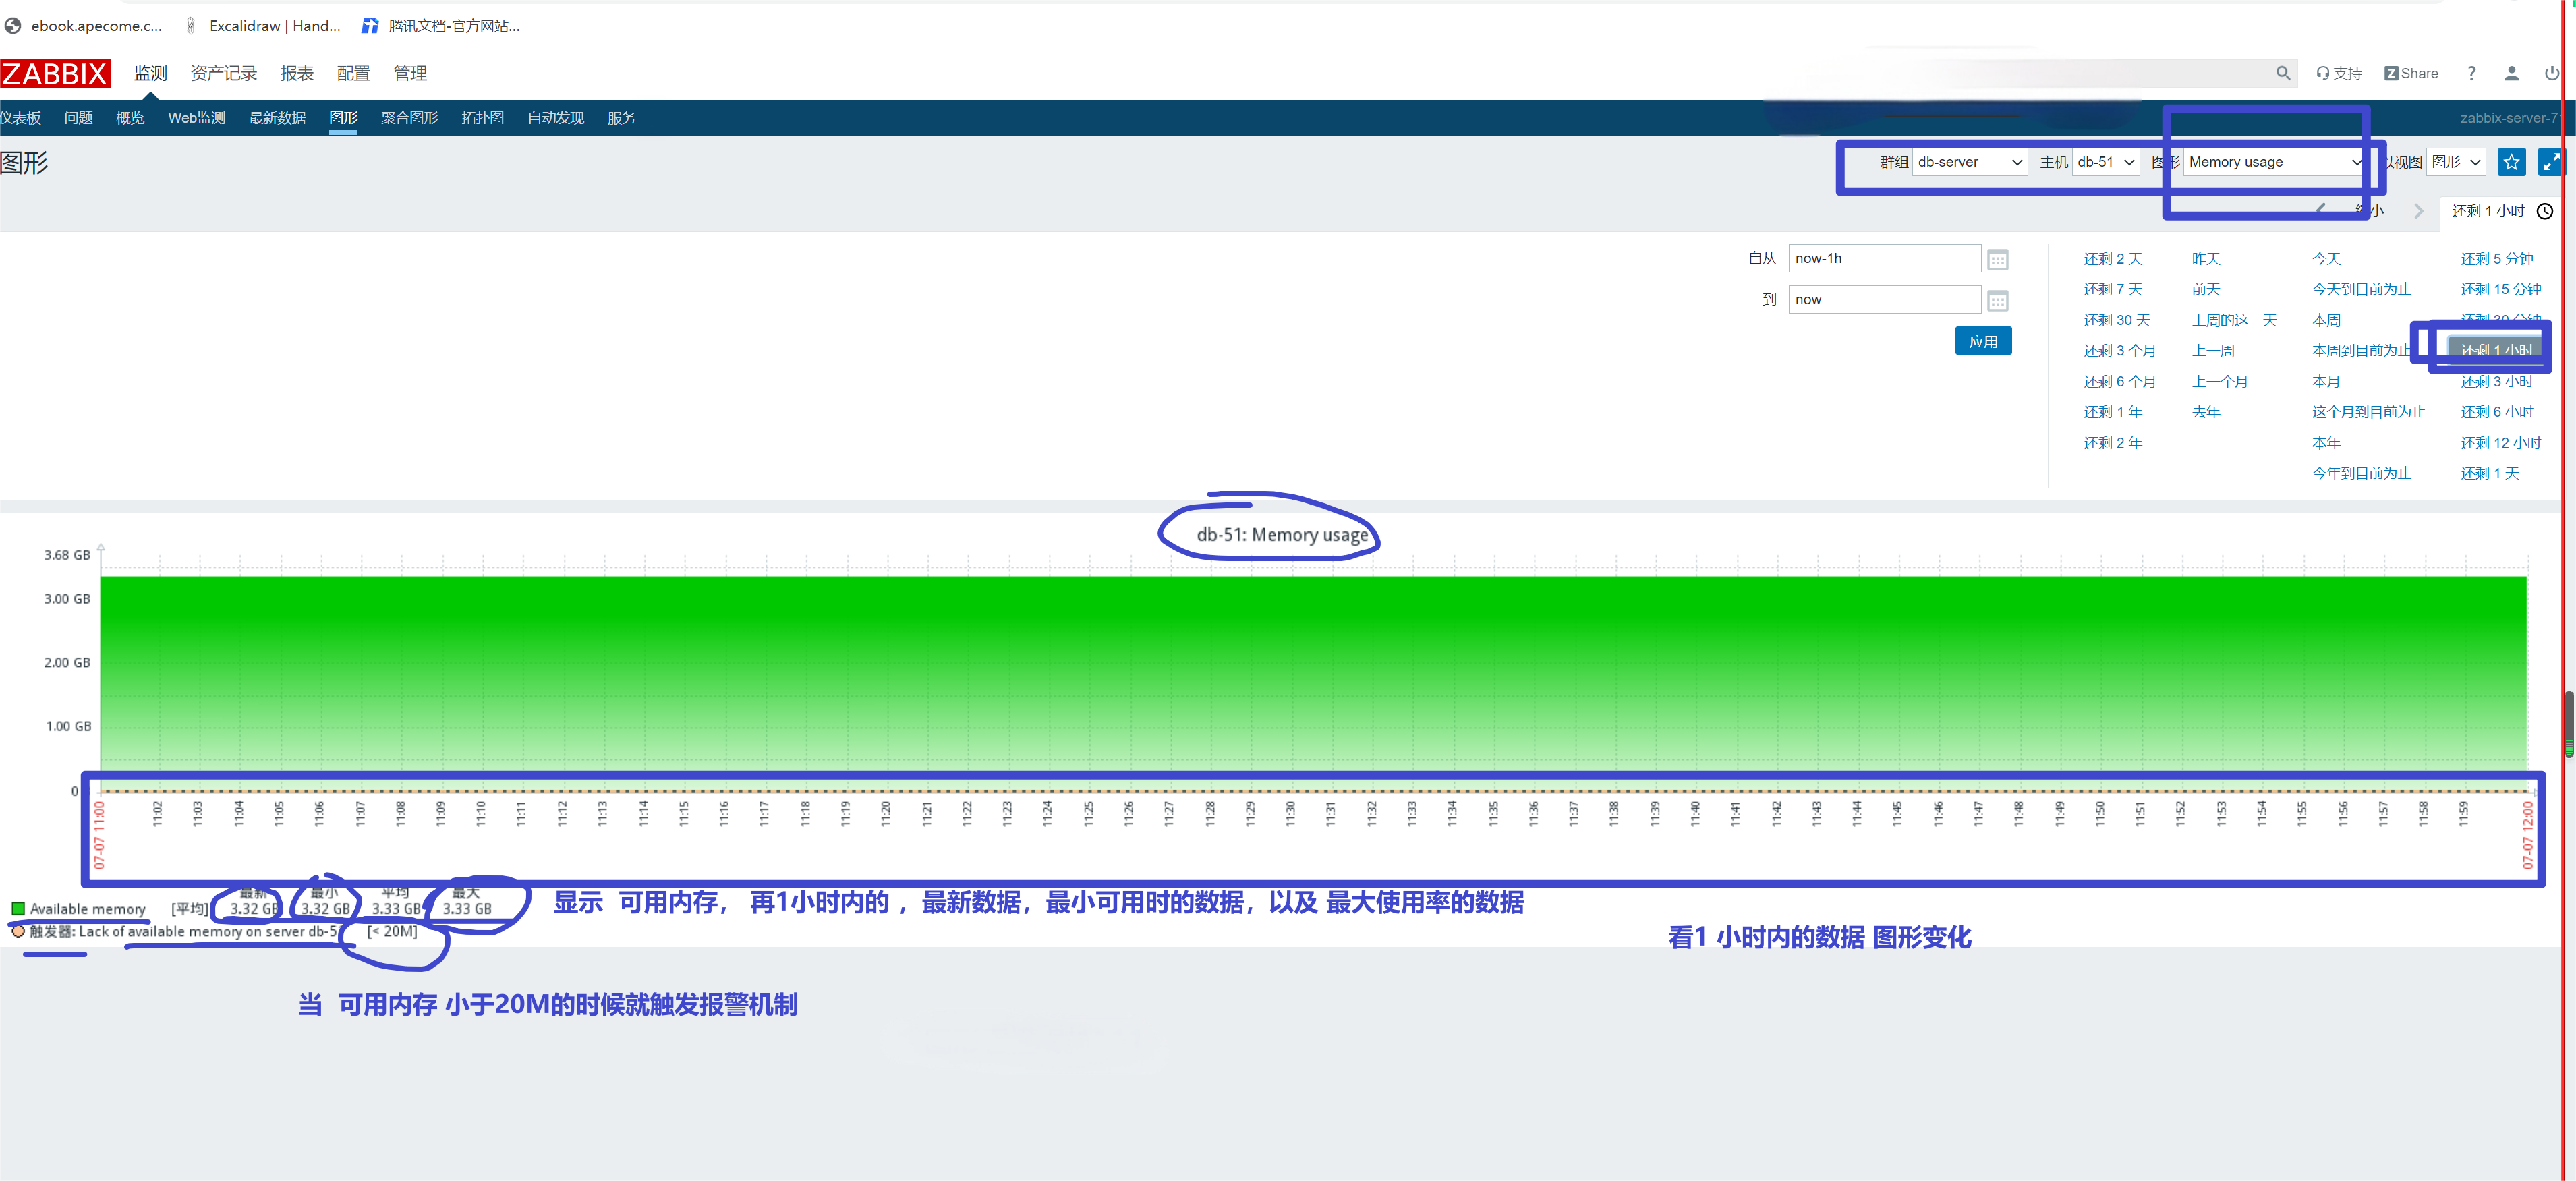 ebook.apecome.c... Excalidraw | Hand... 腾讯文档-官方网站...
ZABBIX 监测 资产记录 报表 配置 管理 支持 Z Share ?
仪表板 问题 概览 Web监测 最新数据 图形 聚合图形 拓扑图 自动发现 服务 zabbix-server-7
图形 群组 db-server 主机 db-51 图形 Memory usage 视图 图形
小 还剩 1 小时
自从 now-1h
到 now
应用
还剩 2 天 昨天 今天 还剩 5 分钟
还剩 7 天 前天 今天到目前为止 还剩 15 分钟
还剩 30 天 上周的这一天 本周 还剩 30 分钟
还剩 3 个月 上一周 本周到目前为止 还剩 1 小时
还剩 6 个月 上一个月 本月 还剩 3 小时
还剩 1 年 去年 这个月到目前为止 还剩 6 小时
还剩 2 年 本年 还剩 12 小时
今年到目前为止 还剩 1 天
db-51: Memory usage
3.68 GB
3.00 GB
2.00 GB
1.00 GB
0
07-07 11:00 11:02 11:03 11:04 11:05 11:06 11:07 11:08 11:09 11:10 11:11 11:12 11:13 11:14 11:15 11:16 11:17 11:18 11:19 11:20 11:21 11:22 11:23 11:24 11:25 11:26 11:27 11:28 11:29 11:30 11:31 11:32 11:33 11:34 11:35 11:36 11:37 11:38 11:39 11:40 11:41 11:42 11:43 11:44 11:45 11:46 11:47 11:48 11:49 11:50 11:51 11:52 11:53 11:54 11:55 11:56 11:57 11:58 11:59 07-07 12:00
最新 最小 平均 最大
Available memory [平均] 3.32 GB 3.32 GB 3.33 GB 3.33 GB
显示 可用内存， 再1小时内的 ，最新数据，最小可用时的数据，以及 最大使用率的数据
触发器: Lack of available memory on server db-5 [< 20M]
看1 小时内的数据 图形变化
当 可用内存 小于20M的时候就触发报警机制